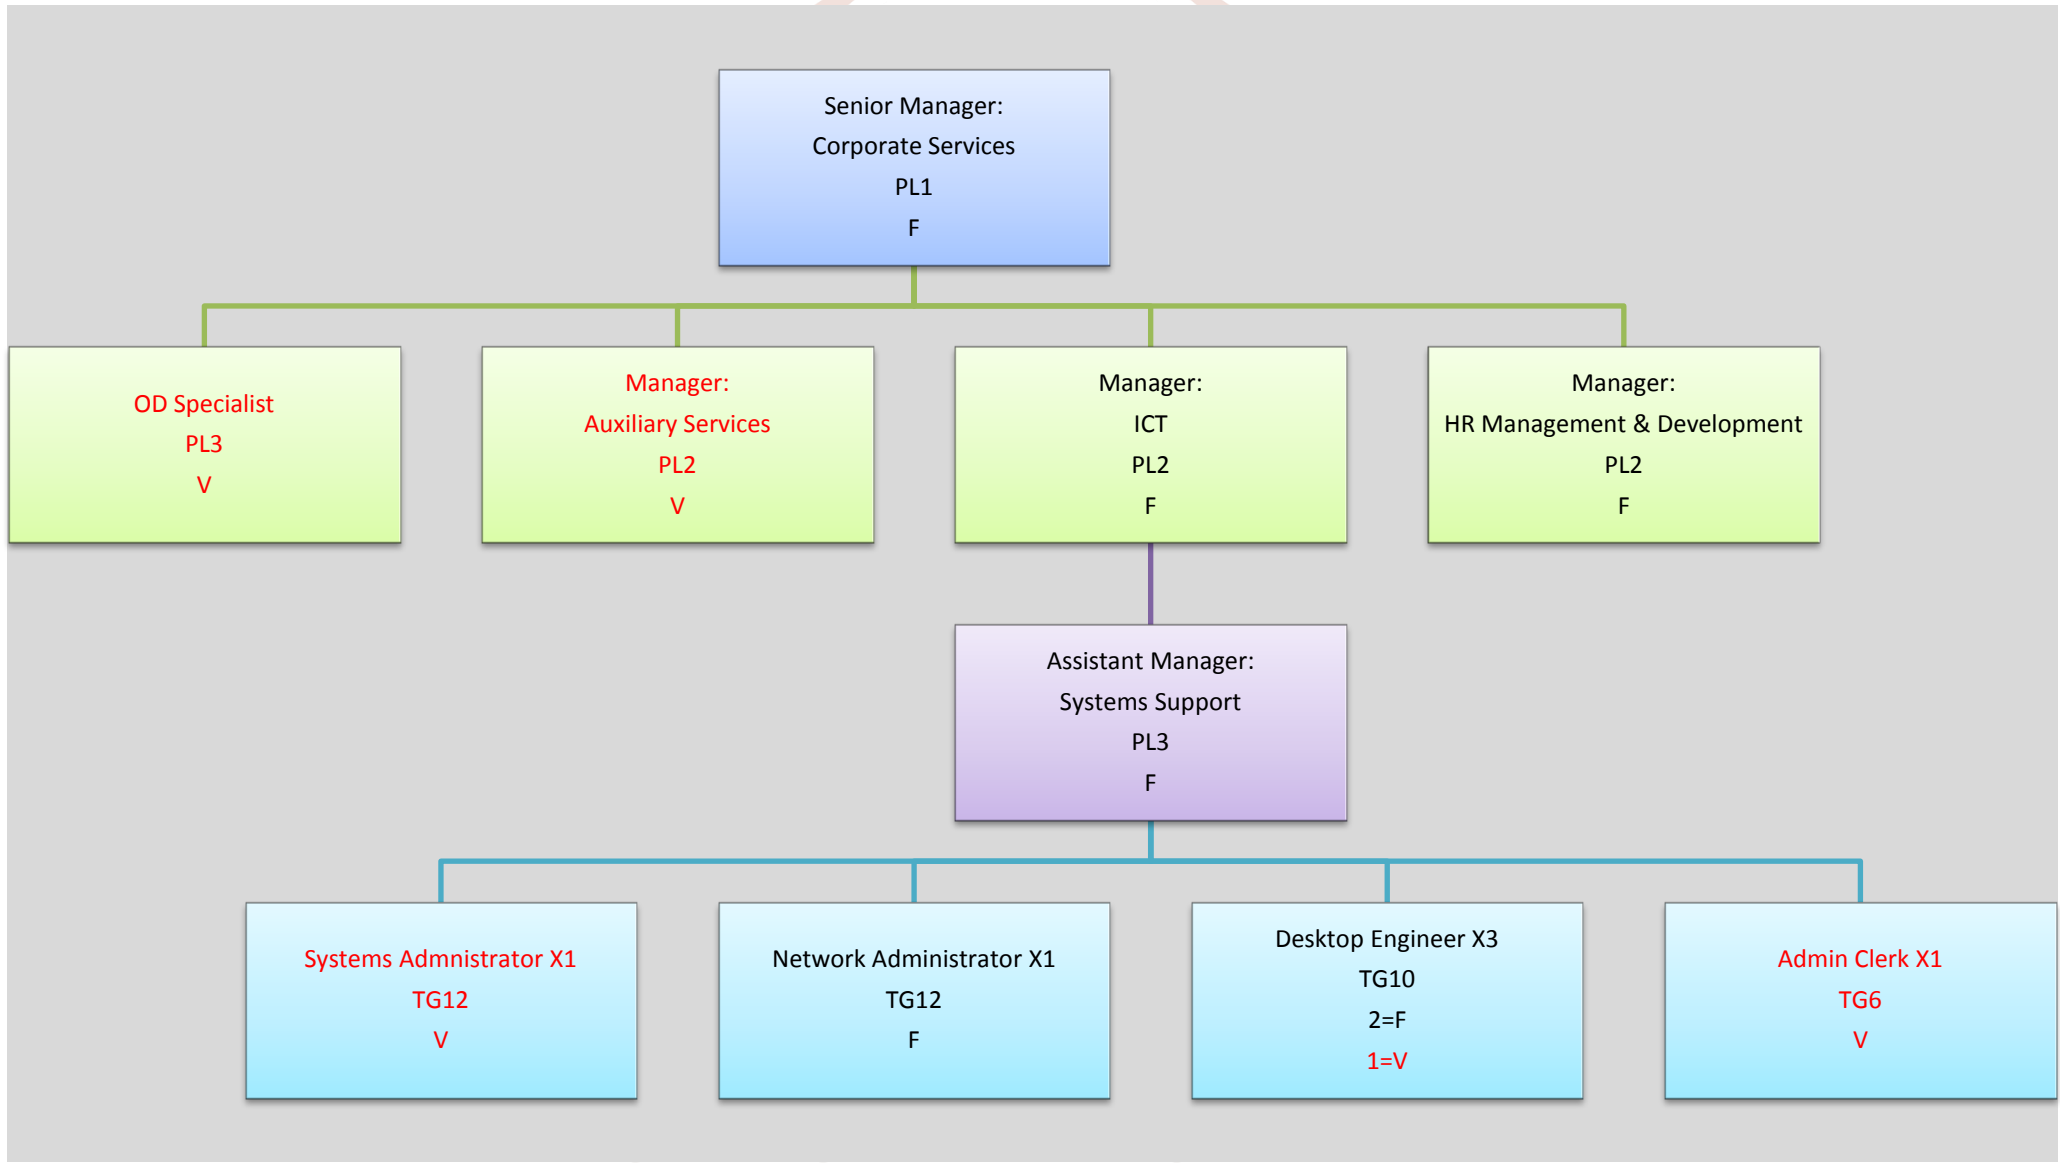 Senior Manager:
Corporate Services
PL1
F
OD Specialist
PL3
V
Manager:
Auxiliary Services
PL2
V
Manager:
ICT
PL2
F
Manager:
HR Management & Development
PL2
F
Assistant Manager:
Systems Support
PL3
F
Systems Admnistrator X1
TG12
V
Network Administrator X1
TG12
F
Desktop Engineer X3
TG10
2=F
1=V
Admin Clerk X1
TG6
V